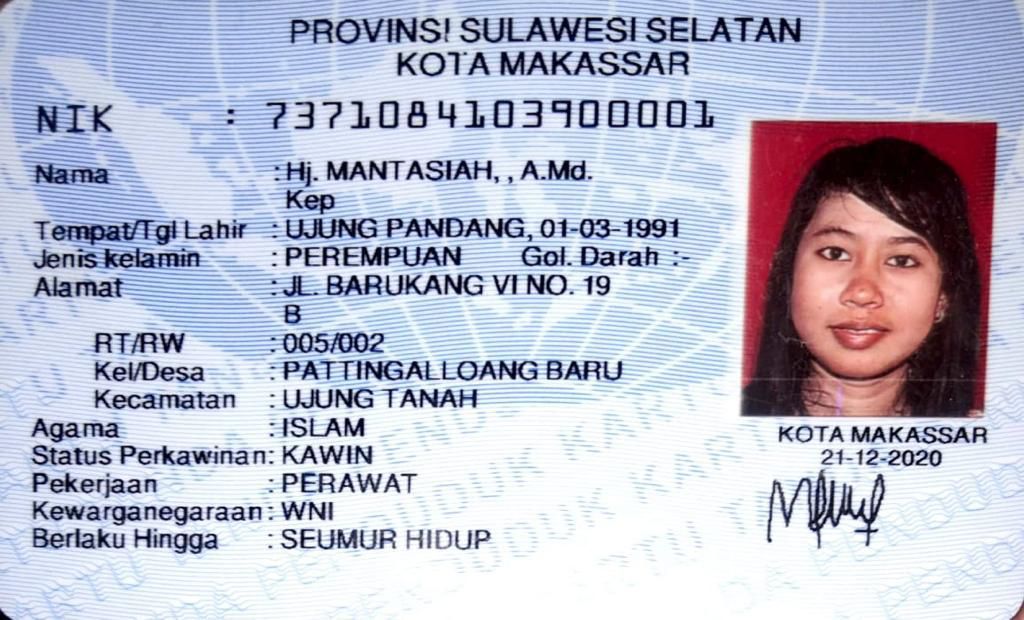 PROVINSI SULAWESI SELATAN
KOTA MAKASSAR
NIK : 7371084103900001
Nama : Hj. MANTASIAH, , A.Md.
Kep
Tempat/Tgl Lahir : UJUNG PANDANG, 01-03-1991
Jenis kelamin : PEREMPUAN Gol. Darah :-
Alamat : JL. BARUKANG VI NO. 19
B
RT/RW : 005/002
Kel/Desa : PATTINGALLOANG BARU
Kecamatan : UJUNG TANAH
Agama : ISLAM
Status Perkawinan: KAWIN
Pekerjaan : PERAWAT
Kewarganegaraan: WNI
Berlaku Hingga : SEUMUR HIDUP
KOTA MAKASSAR
21-12-2020